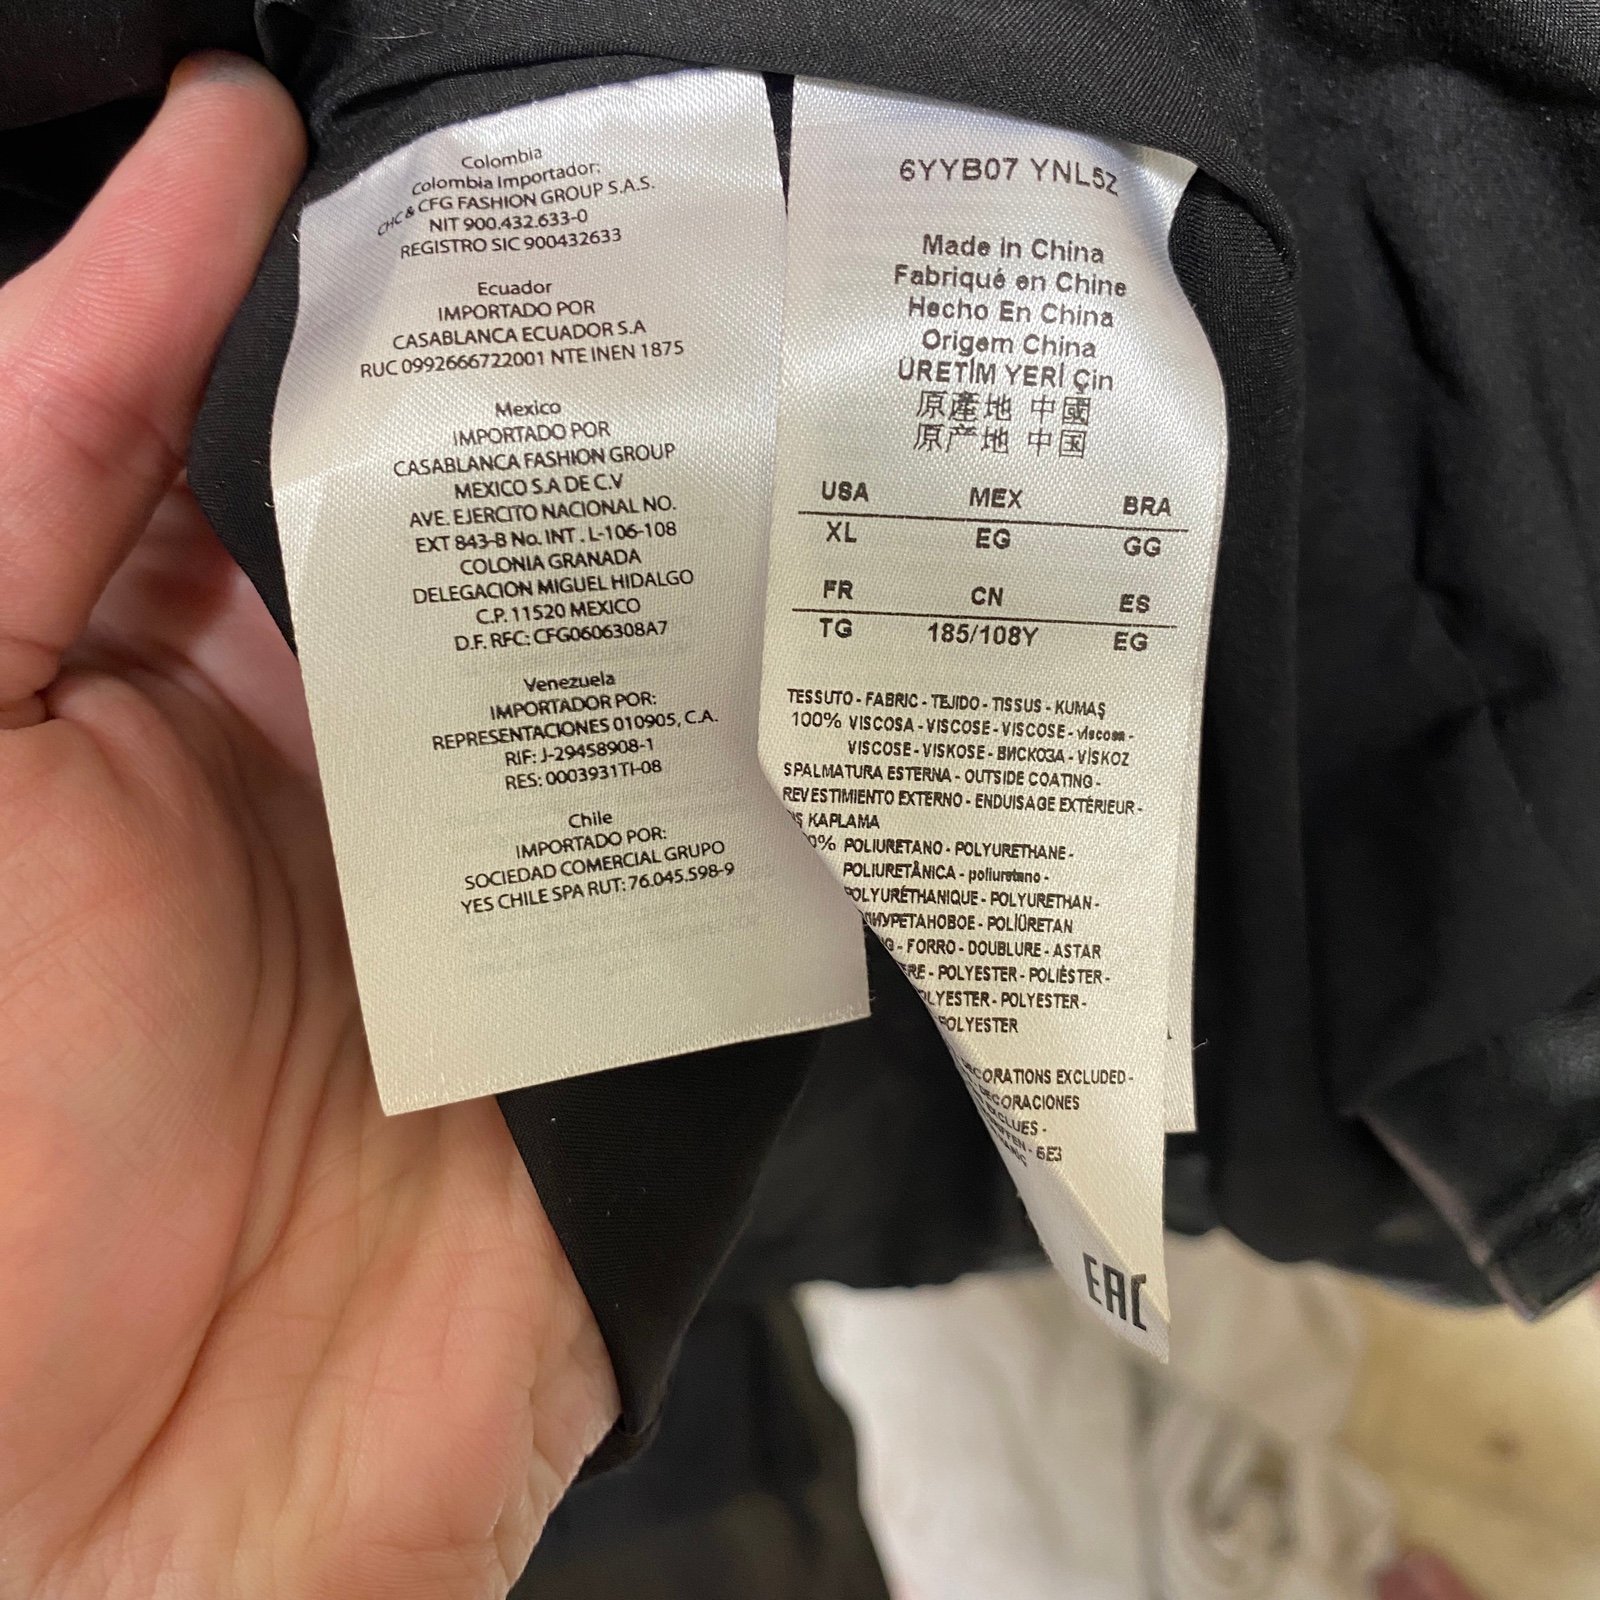 Colombia
Colombia Importador:
CHC & CFG FASHION GROUP S.A.S.
NIT 900.432.633-0
REGISTRO SIC 900432633
Ecuador
IMPORTADO POR
CASABLANCA ECUADOR S.A
RUC 0992666722001 NTE INEN 1875
Mexico
IMPORTADO POR
CASABLANCA FASHION GROUP
MEXICO S.A DE C.V
AVE. EJERCITO NACIONAL NO.
EXT 843-B No. INT . L-106-108
COLONIA GRANADA
DELEGACION MIGUEL HIDALGO
C.P. 11520 MEXICO
D.F. RFC: CFG0606308A7
Venezuela
IMPORTADOR POR:
REPRESENTACIONES 010905, C.A.
RIF: J-29458908-1
RES: 0003931TI-08
Chile
IMPORTADO POR:
SOCIEDAD COMERCIAL GRUPO
YES CHILE SPA RUT: 76.045.598-9
6YYB07 YNL5Z
Made in China
Fabriqué en Chine
Hecho En China
Origem China
ÜRETİM YERİ Çin
原產地 中國
原产地 中国
USA MEX BRA
XL EG GG
FR CN ES
TG 185/108Y EG
TESSUTO - FABRIC - TEJIDO - TISSUS - KUMAŞ
100% VISCOSA - VISCOSE - VISCOSE - viscosa -
VISCOSE - VISKOSE - ВИСКОЗА - VİSKOZ
SPALMATURA ESTERNA - OUTSIDE COATING -
REVESTIMIENTO EXTERNO - ENDUISAGE EXTÉRIEUR -
KAPLAMA
POLIURETANO - POLYURETHANE -
POLIURETÂNICA - poliuretano -
POLYURÉTHANIQUE - POLYURETHAN -
POLİÜRETAN
- FORRO - DOUBLURE - ASTAR
- POLYESTER - POLIÉSTER -
POLYESTER - POLYESTER -
POLYESTER
DECORATIONS EXCLUDED -
DECORACIONES
EXCLUES -
- БЕЗ
EAC